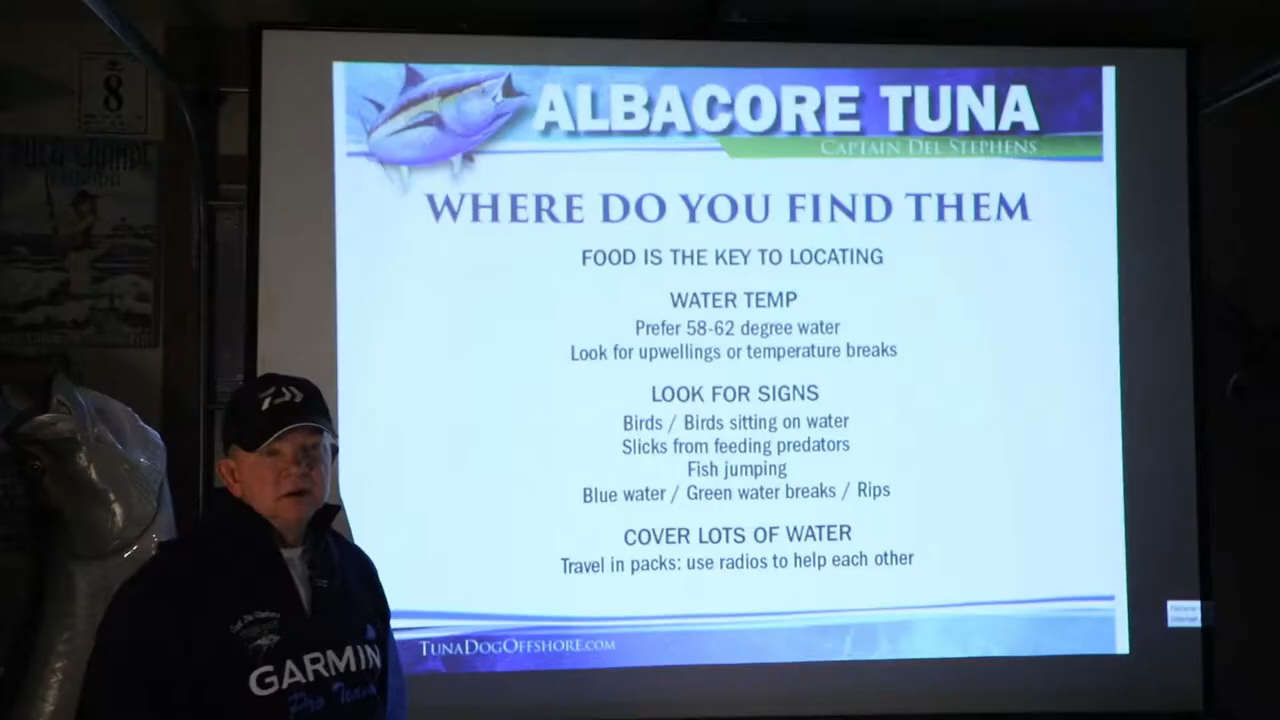 8
ALBACORE TUNA
CAPTAIN DEL STEPHENS
WHERE DO YOU FIND THEM
FOOD IS THE KEY TO LOCATING
WATER TEMP
Prefer 58-62 degree water
Look for upwellings or temperature breaks
LOOK FOR SIGNS
Birds / Birds sitting on water
Slicks from feeding predators
Fish jumping
Blue water / Green water breaks / Rips
COVER LOTS OF WATER
Travel in packs: use radios to help each other
TUNADOGOFFSHORE.COM
GARMIN
Pro Team